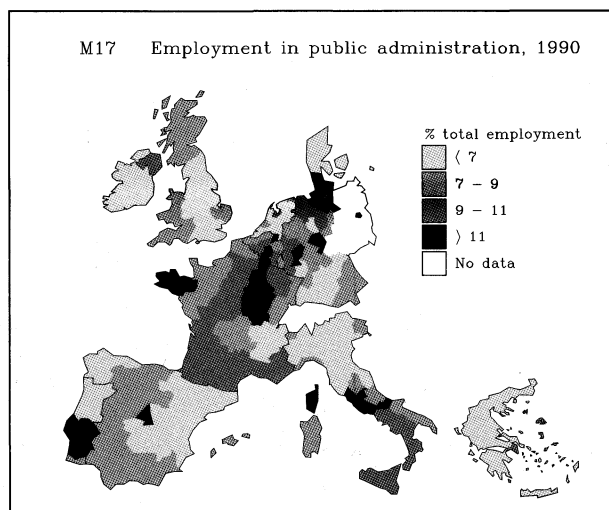 M17 Employment in public administration, 1990
% total employment
⟨ 7
7 – 9
9 – 11
⟩ 11
No data